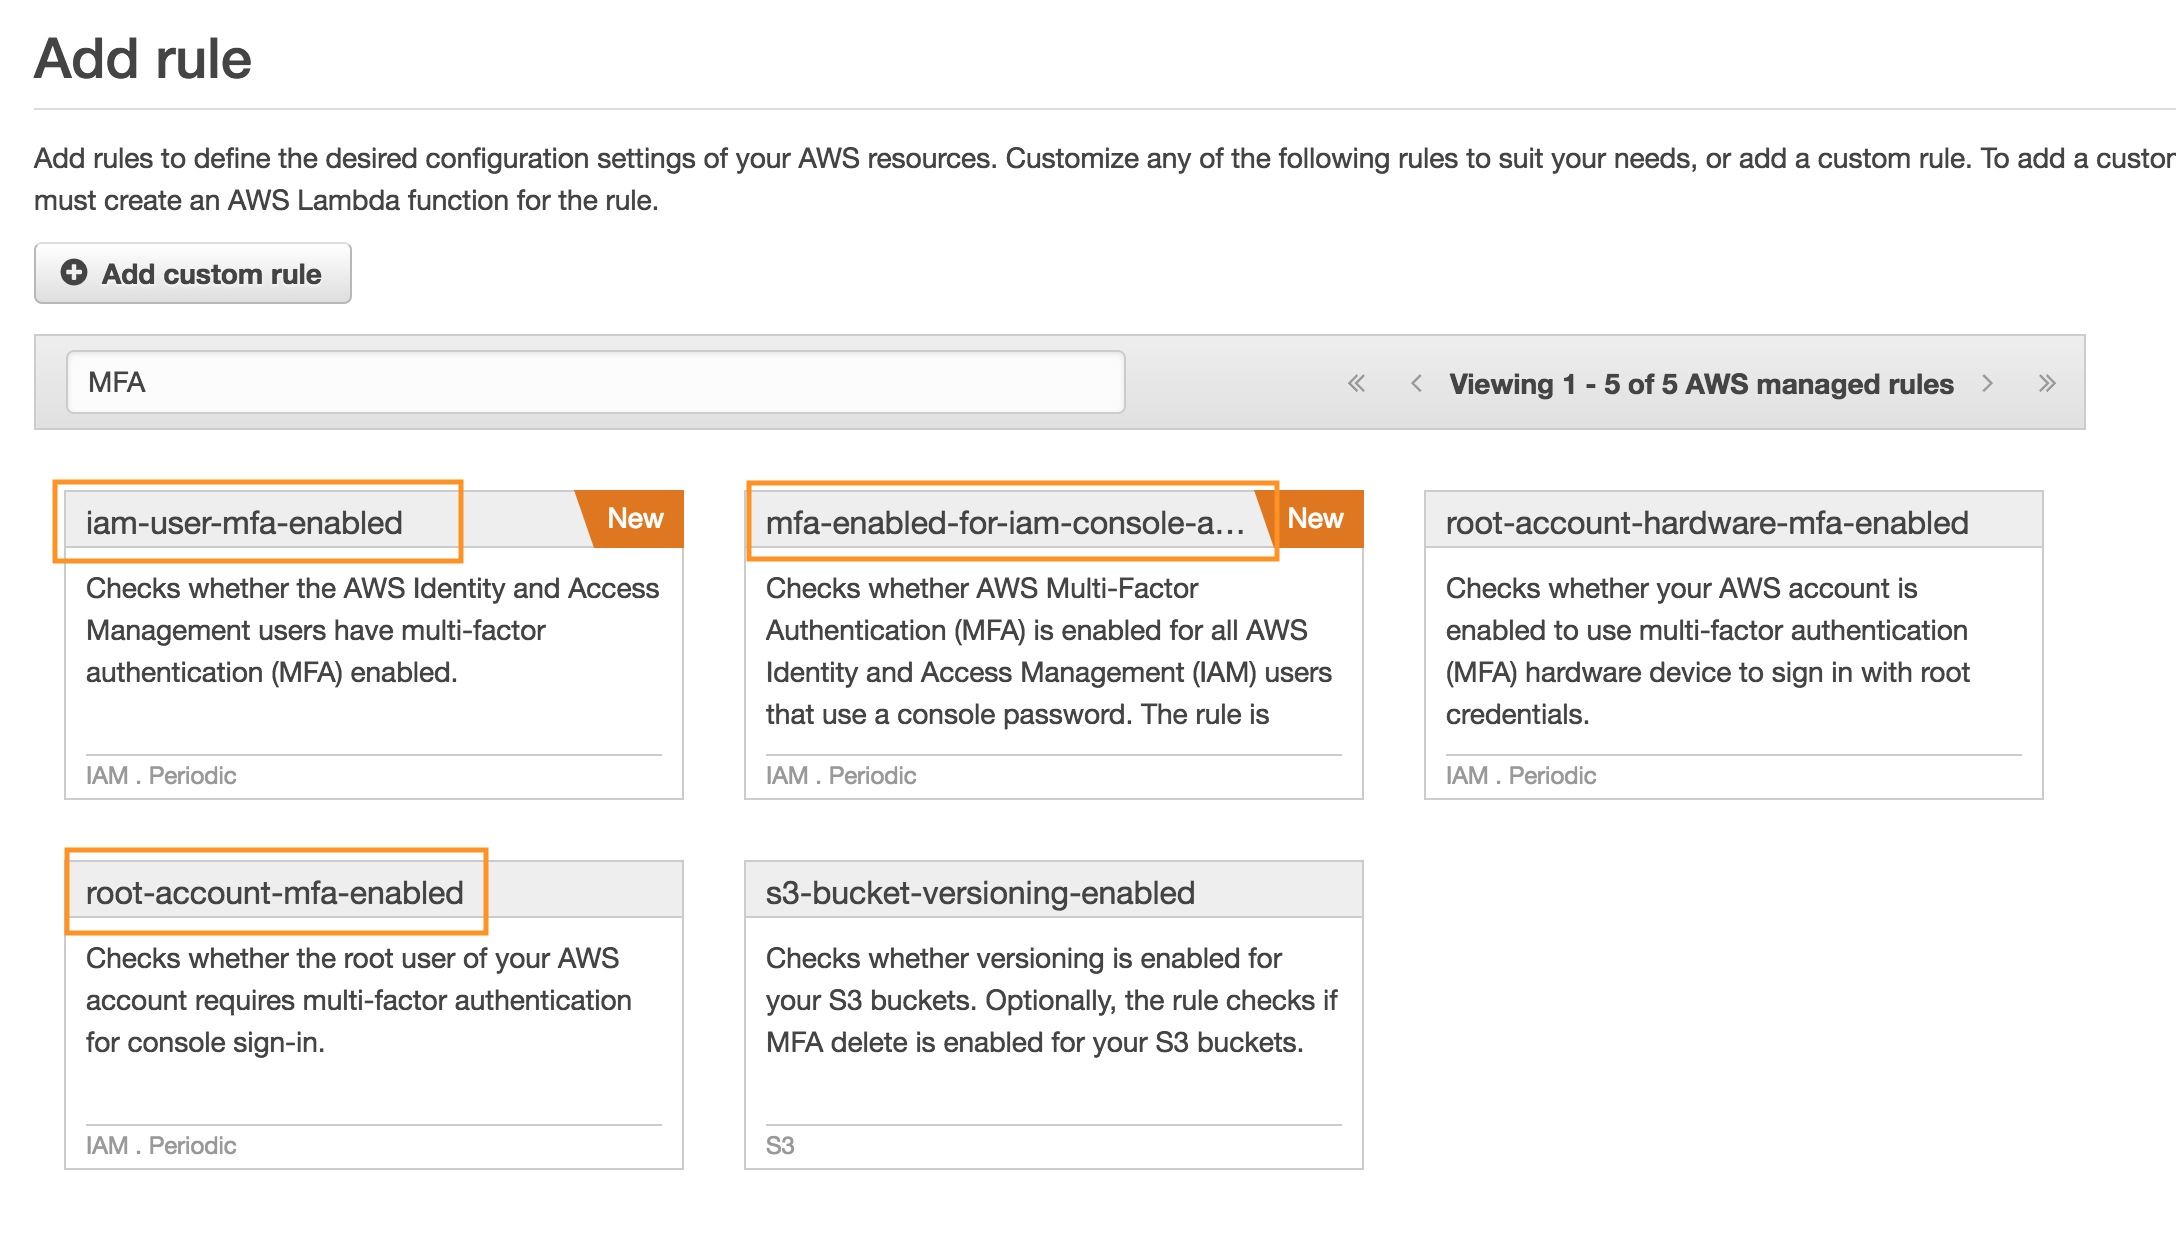 Add rule
Add rules to define the desired configuration settings of your AWS resources. Customize any of the following rules to suit your needs, or add a custom rule. To add a
must create an AWS Lambda function for the rule.
Add custom rule
MFA
Viewing 1 - 5 of 5 AWS managed rules
iam-user-mfa-enabled
New
Checks whether the AWS Identity and Access
Management users have multi-factor
authentication (MFA) enabled.
IAM . Periodic
mfa-enabled-for-iam-console-a...
New
Checks whether AWS Multi-Factor
Authentication (MFA) is enabled for all AWS
Identity and Access Management (IAM) users
that use a console password. The rule is
IAM . Periodic
root-account-hardware-mfa-enabled
Checks whether your AWS account is
enabled to use multi-factor authentication
(MFA) hardware device to sign in with root
credentials.
IAM . Periodic
root-account-mfa-enabled
Checks whether the root user of your AWS
account requires multi-factor authentication
for console sign-in.
IAM . Periodic
s3-bucket-versioning-enabled
Checks whether versioning is enabled for
your S3 buckets. Optionally, the rule checks if
MFA delete is enabled for your S3 buckets.
S3